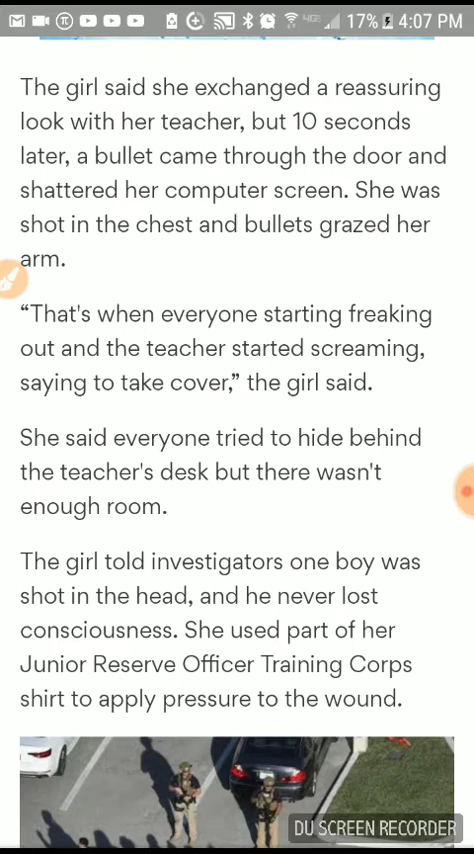 4G 17% 4:07 PM
The girl said she exchanged a reassuring
look with her teacher, but 10 seconds
later, a bullet came through the door and
shattered her computer screen. She was
shot in the chest and bullets grazed her
arm.
“That's when everyone starting freaking
out and the teacher started screaming,
saying to take cover,” the girl said.
She said everyone tried to hide behind
the teacher's desk but there wasn't
enough room.
The girl told investigators one boy was
shot in the head, and he never lost
consciousness. She used part of her
Junior Reserve Officer Training Corps
shirt to apply pressure to the wound.
DU SCREEN RECORDER